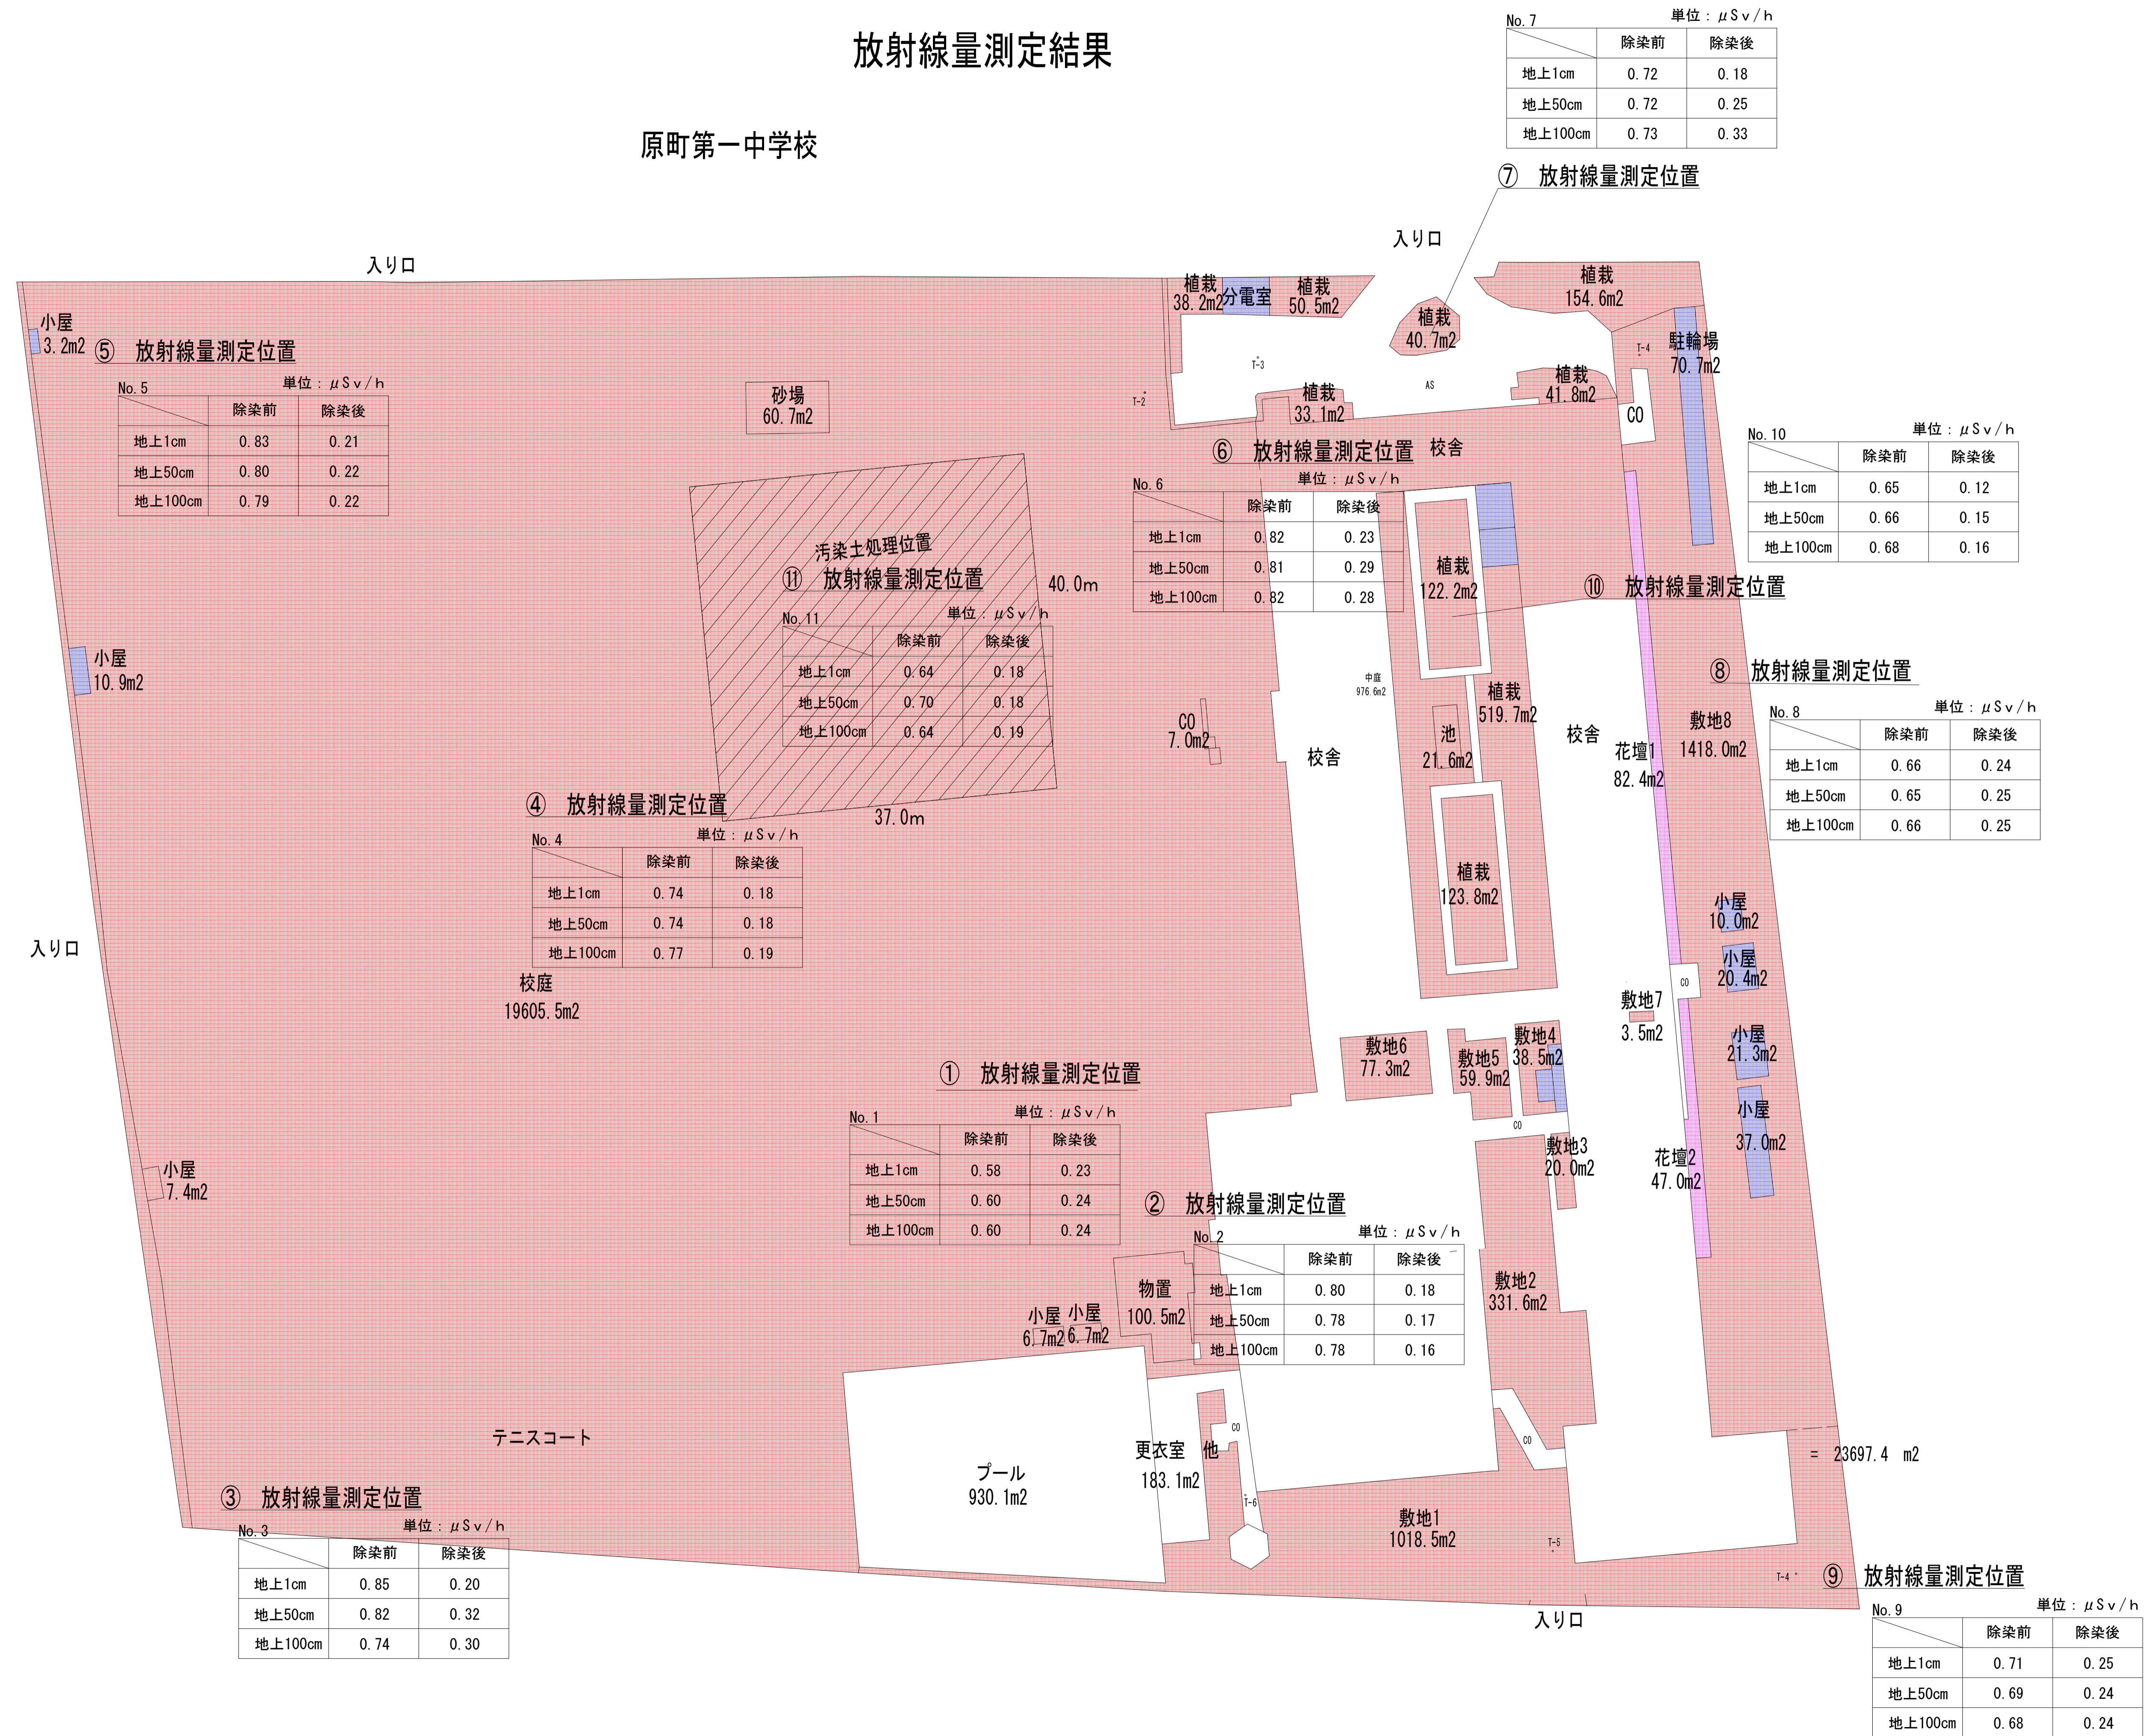 放射線量測定結果
原町第一中学校
No. 7 単位：μSv/h
除染前 除染後
地上1cm 0.72 0.18
地上50cm 0.72 0.25
地上100cm 0.73 0.33
⑦ 放射線量測定位置
入り口
入り口
植栽
38.2m2
分電室
植栽
50.5m2
植栽
40.7m2
植栽
154.6m2
小屋
3.2m2
⑤ 放射線量測定位置
No. 5 単位：μSv/h
除染前 除染後
地上1cm 0.83 0.21
地上50cm 0.80 0.22
地上100cm 0.79 0.22
砂場
60.7m2
T-2
T-3
AS
植栽
33.1m2
植栽
41.8m2
T-4
駐輪場
70.7m2
CO
校舎
⑥ 放射線量測定位置
No. 6 単位：μSv/h
除染前 除染後
地上1cm 0.82 0.23
地上50cm 0.81 0.29
地上100cm 0.82 0.28
No. 10 単位：μSv/h
除染前 除染後
地上1cm 0.65 0.12
地上50cm 0.66 0.15
地上100cm 0.68 0.16
⑩ 放射線量測定位置
汚染土処理位置
40.0m
37.0m
⑪ 放射線量測定位置
No. 11 単位：μSv/h
除染前 除染後
地上1cm 0.64 0.18
地上50cm 0.70 0.18
地上100cm 0.64 0.19
植栽
122.2m2
中庭
976.6m2
植栽
519.7m2
池
21.6m2
植栽
123.8m2
小屋
10.9m2
CO
7.0m2
校舎
校舎
花壇1
82.4m2
敷地8
1418.0m2
⑧ 放射線量測定位置
No. 8 単位：μSv/h
除染前 除染後
地上1cm 0.66 0.24
地上50cm 0.65 0.25
地上100cm 0.66 0.25
④ 放射線量測定位置
No. 4 単位：μSv/h
除染前 除染後
地上1cm 0.74 0.18
地上50cm 0.74 0.18
地上100cm 0.77 0.19
校庭
19605.5m2
入り口
小屋
10.0m2
小屋
20.4m2
CO
小屋
21.3m2
小屋
37.0m2
敷地7
3.5m2
敷地6
77.3m2
敷地5
59.9m2
敷地4
38.5m2
CO
敷地3
20.0m2
花壇2
47.0m2
小屋
7.4m2
① 放射線量測定位置
No. 1 単位：μSv/h
除染前 除染後
地上1cm 0.58 0.23
地上50cm 0.60 0.24
地上100cm 0.60 0.24
② 放射線量測定位置
No. 2 単位：μSv/h
除染前 除染後
地上1cm 0.80 0.18
地上50cm 0.78 0.17
地上100cm 0.78 0.16
物置
100.5m2
小屋
6.7m2
小屋
6.7m2
敷地2
331.6m2
テニスコート
プール
930.1m2
更衣室 他
183.1m2
CO
CO
T-6
敷地1
1018.5m2
T-5
T-4
= 23697.4 m2
入り口
③ 放射線量測定位置
No. 3 単位：μSv/h
除染前 除染後
地上1cm 0.85 0.20
地上50cm 0.82 0.32
地上100cm 0.74 0.30
⑨ 放射線量測定位置
No. 9 単位：μSv/h
除染前 除染後
地上1cm 0.71 0.25
地上50cm 0.69 0.24
地上100cm 0.68 0.24